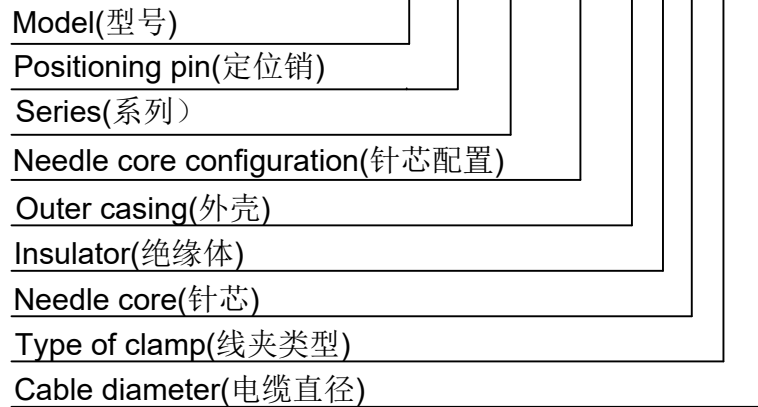 Model(型号)
Positioning pin(定位销)
Series(系列）
Needle core configuration(针芯配置)
Outer casing(外壳)
Insulator(绝缘体)
Needle core(针芯)
Type of clamp(线夹类型)
Cable diameter(电缆直径)